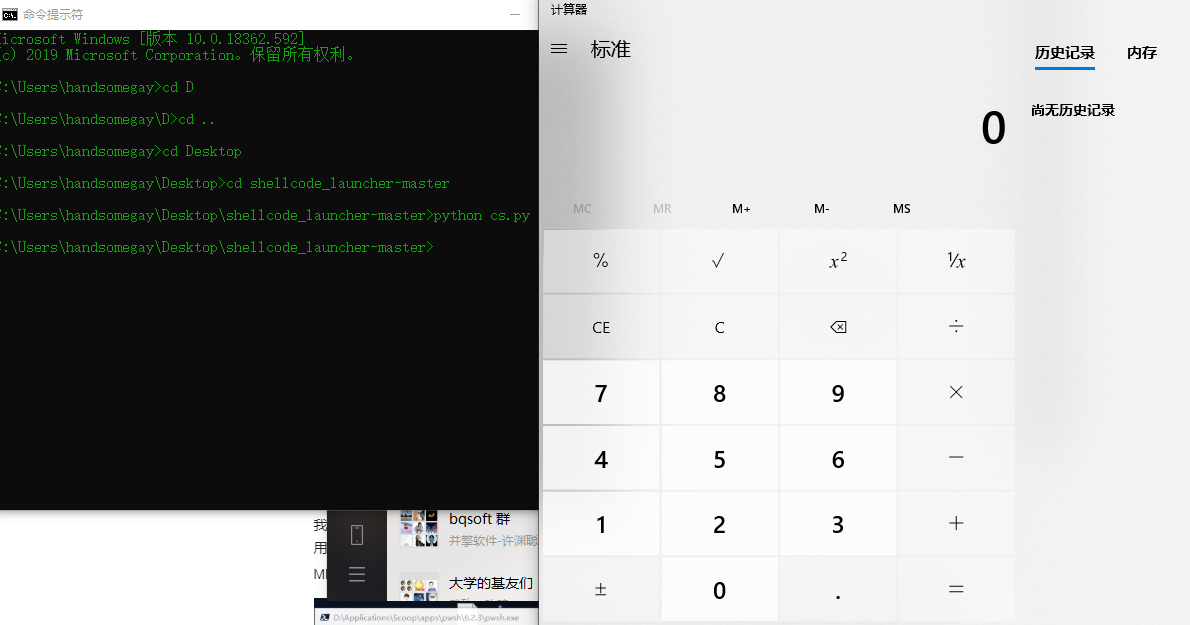 命令提示符
icrosoft Windows [版本 10.0.18362.592]
c) 2019 Microsoft Corporation。保留所有权利。
:\Users\handsomegay>cd D
:\Users\handsomegay\D>cd ..
:\Users\handsomegay>cd Desktop
:\Users\handsomegay\Desktop>cd shellcode_launcher-master
:\Users\handsomegay\Desktop\shellcode_launcher-master>python cs.py
:\Users\handsomegay\Desktop\shellcode_launcher-master>
计算器
标准
历史记录 内存
尚无历史记录
0
MC MR M+ M- MS
% √ x² ¹/x
CE C ÷
7 8 9 ×
4 5 6 −
1 2 3 +
± 0 . =
我
用
bqsoft 群
并擎软件-许渊聪
大学的基友们
D:\Applications\Scoop\apps\pwsh\6.2.3\pwsh.exe